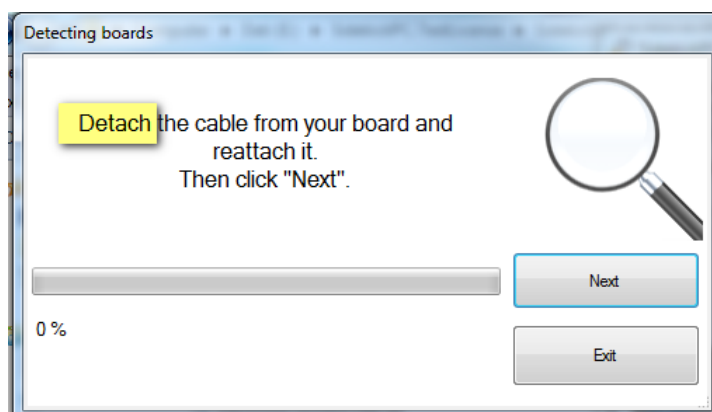 Detecting boards
Detach the cable from your board and
reattach it.
Then click "Next".
Next
0 %
Exit